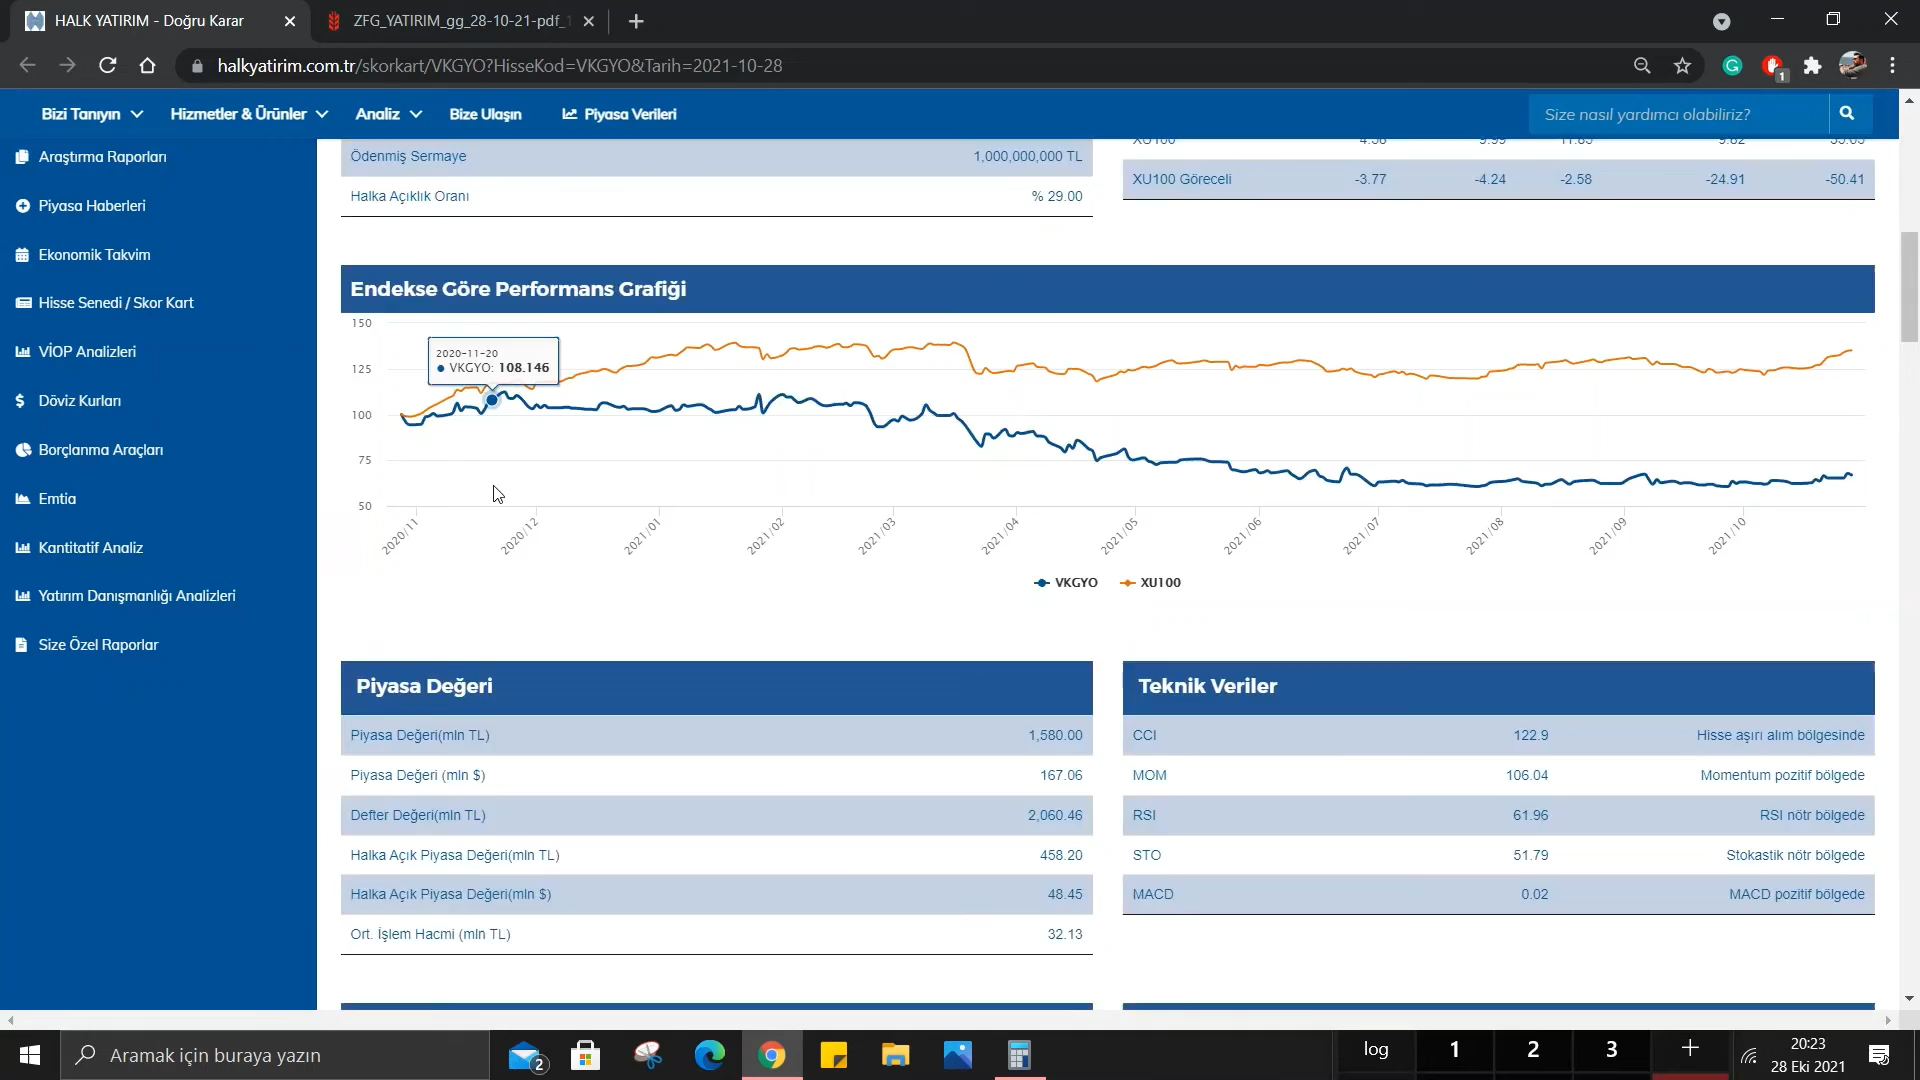 HALK YATIRIM - Doğru Karar
ZFG_YATIRIM_gg_28-10-21-pdf_1
halkyatirim.com.tr/skorkart/VKGYO?HisseKod=VKGYO&Tarih=2021-10-28
1
Bizi Tanıyın
Hizmetler & Ürünler
Analiz
Bize Ulaşın
Piyasa Verileri
Size nasıl yardımcı olabiliriz?
Araştırma Raporları
Piyasa Haberleri
Ekonomik Takvim
Hisse Senedi / Skor Kart
VİOP Analizleri
Döviz Kurları
Borçlanma Araçları
Emtia
Kantitatif Analiz
Yatırım Danışmanlığı Analizleri
Size Özel Raporlar
Ödenmiş Sermaye 1,000,000,000 TL
Halka Açıklık Oranı % 29.00
XU100
XU100 Göreceli -3.77 -4.24 -2.58 -24.91 -50.41
Endekse Göre Performans Grafiği
150
125
100
75
50
2020-11-20
VKGYO: 108.146
2020/11 2020/12 2021/01 2021/02 2021/03 2021/04 2021/05 2021/06 2021/07 2021/08 2021/09 2021/10
VKGYO XU100
Piyasa Değeri
Piyasa Değeri(mln TL) 1,580.00
Piyasa Değeri (mln $) 167.06
Defter Değeri(mln TL) 2,060.46
Halka Açık Piyasa Değeri(mln TL) 458.20
Halka Açık Piyasa Değeri(mln $) 48.45
Ort. İşlem Hacmi (mln TL) 32.13
Teknik Veriler
CCI 122.9 Hisse aşırı alım bölgesinde
MOM 106.04 Momentum pozitif bölgede
RSI 61.96 RSI nötr bölgede
STO 51.79 Stokastik nötr bölgede
MACD 0.02 MACD pozitif bölgede
Aramak için buraya yazın
2
log 1 2 3 +
20:23
28 Eki 2021